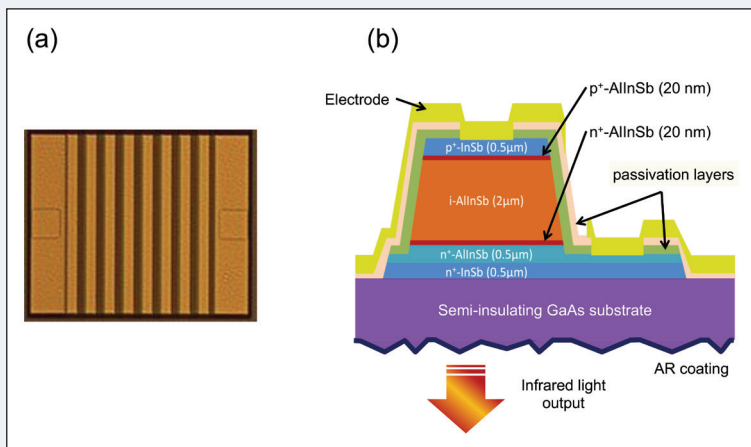 (a)
(b)
Electrode
p⁺-AlInSb (20 nm)
n⁺-AlInSb (20 nm)
passivation layers
p⁺-InSb (0.5µm)
i-AlInSb (2µm)
n⁺-AlInSb (0.5µm)
n⁺-InSb (0.5µm)
Semi-insulating GaAs substrate
AR coating
Infrared light
output